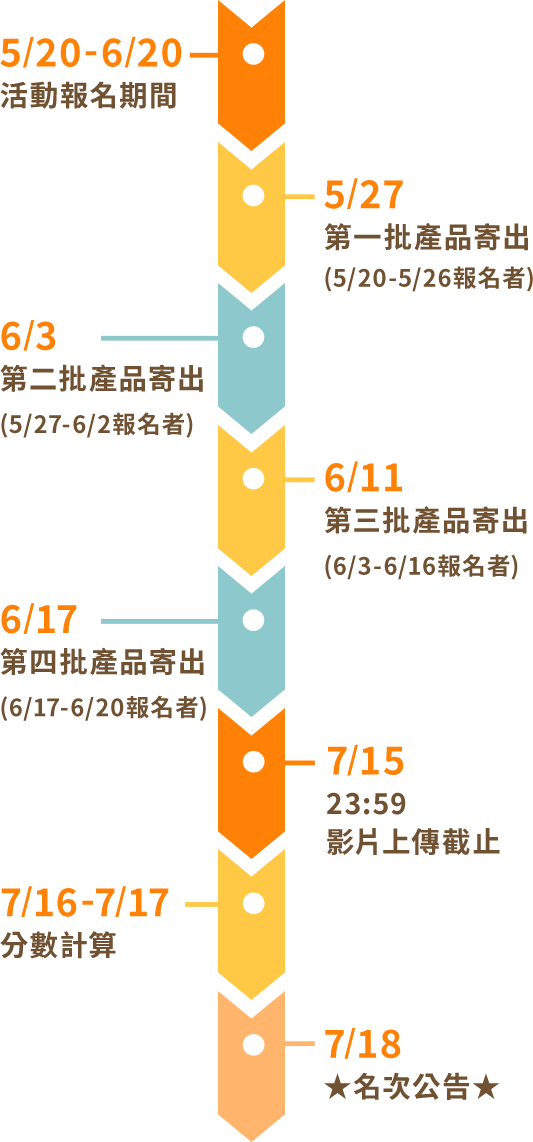 5/20-6/20
活動報名期間
5/27
第一批產品寄出
(5/20-5/26報名者)
6/3
第二批產品寄出
(5/27-6/2報名者)
6/11
第三批產品寄出
(6/3-6/16報名者)
6/17
第四批產品寄出
(6/17-6/20報名者)
7/15
23:59
影片上傳截止
7/16-7/17
分數計算
7/18
★名次公告★